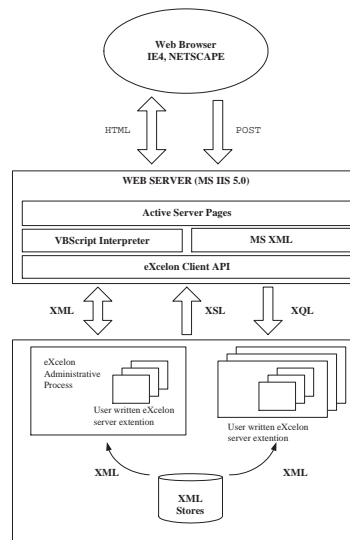 Web Browser
IE4, NETSCAPE
HTML
POST
WEB SERVER (MS IIS 5.0)
Active Server Pages
VBScript Interpreter
MS XML
eXcelon Client API
XML
XSL
XQL
eXcelon
Administrative
Process
User written eXcelon
server extention
User written eXcelon
server extention
XML
XML
XML
Stores